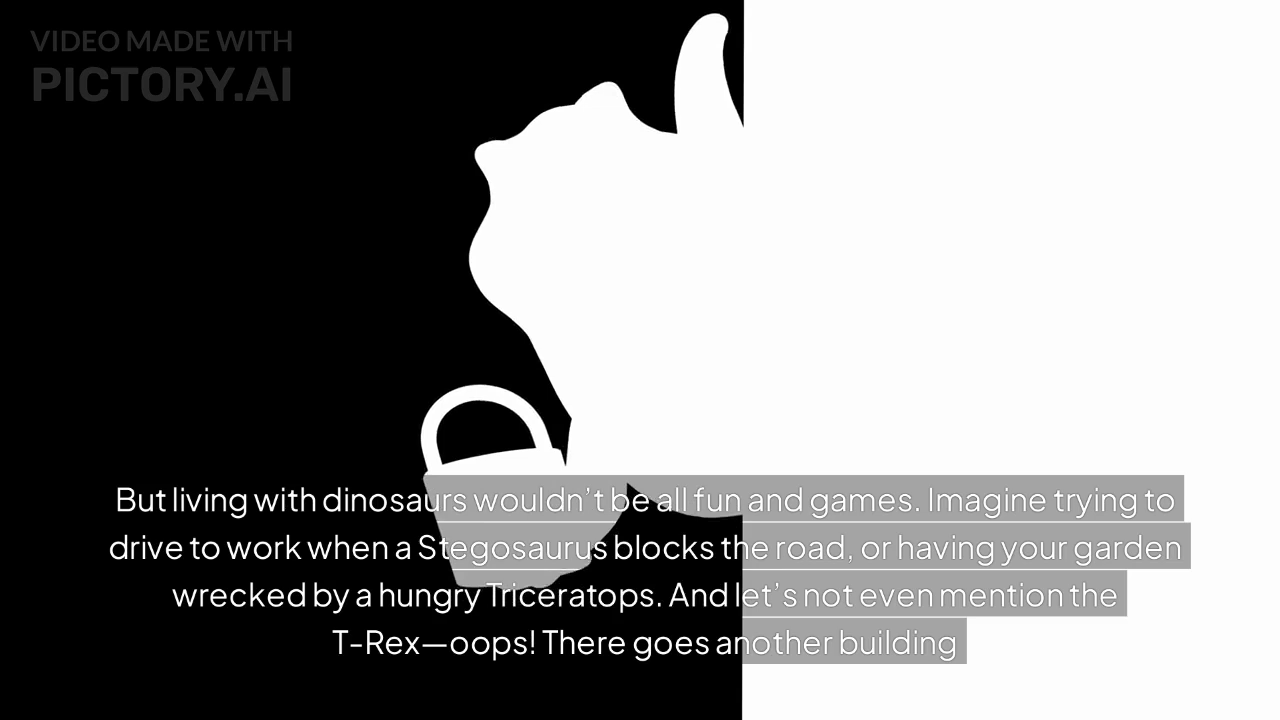 VIDEO MADE WITH
PICTORY.AI
But living with dinosaurs wouldn’t be all fun and games. Imagine trying to
drive to work when a Stegosaurus blocks the road, or having your garden
wrecked by a hungry Triceratops. And let’s not even mention the
T-Rex—oops! There goes another building